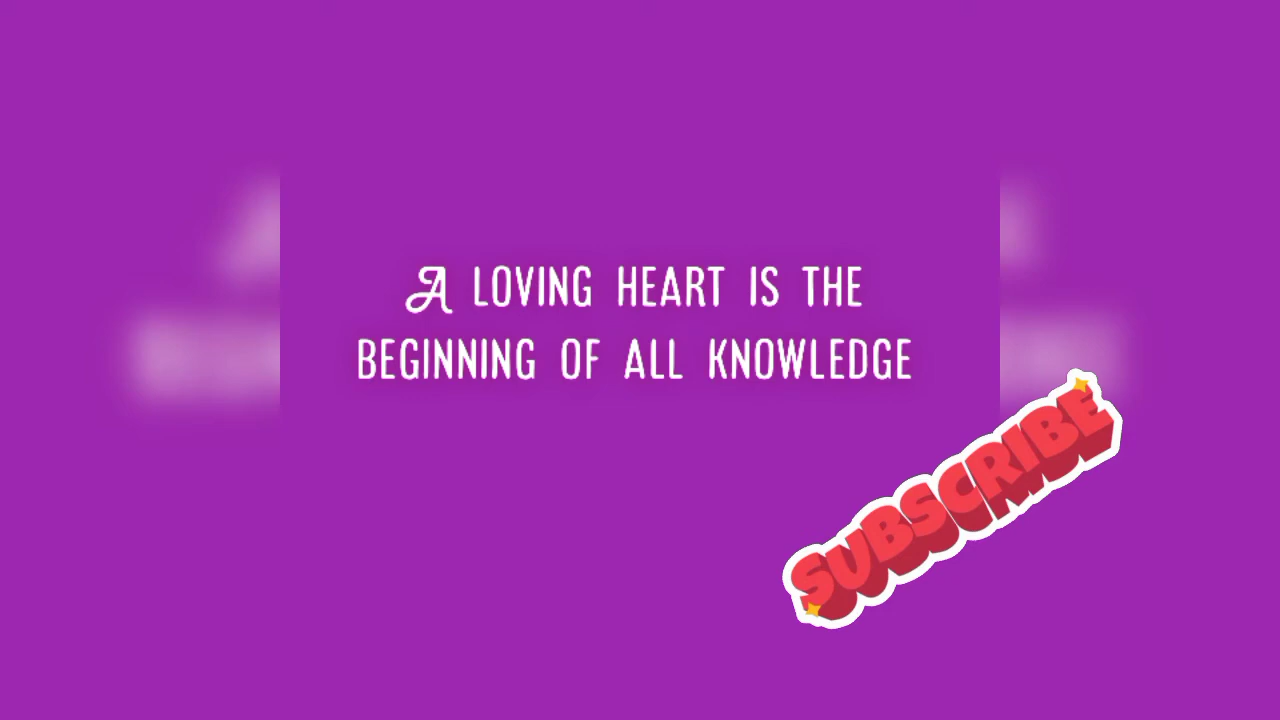 A LOVING HEART IS THE
BEGINNING OF ALL KNOWLEDGE
SUBSCRIBE